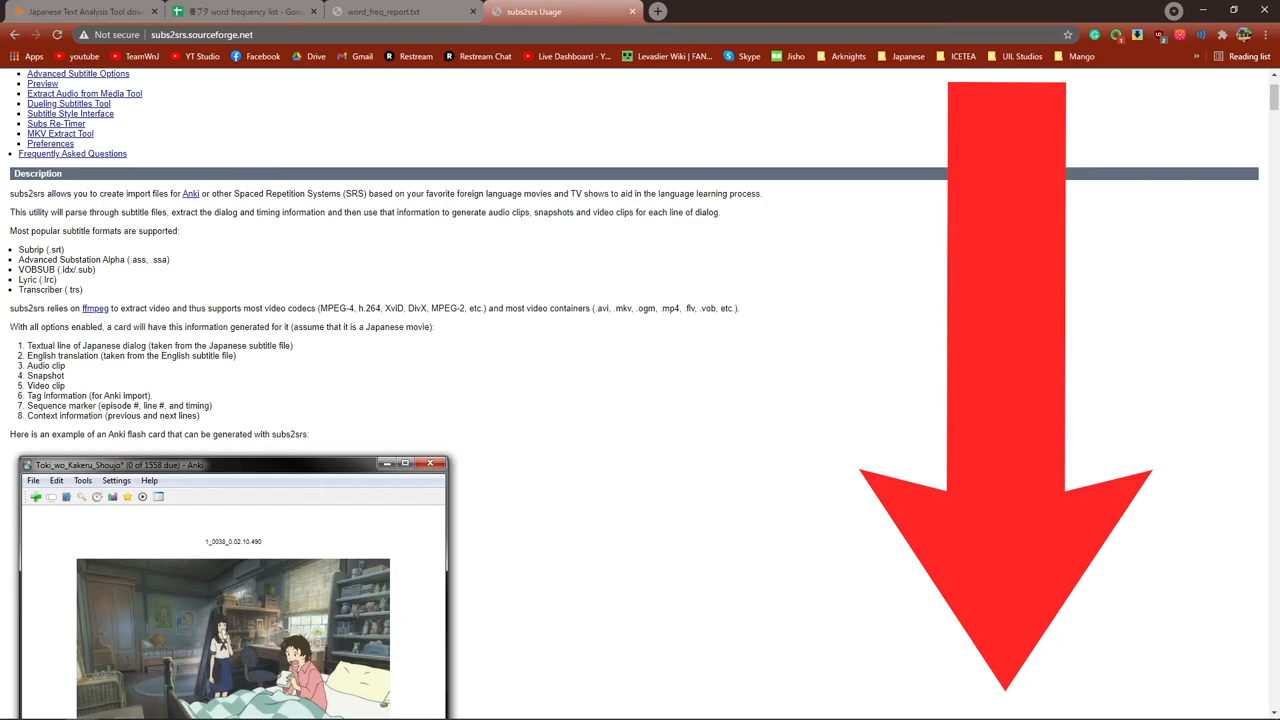 Japanese Text Analysis Tool dow
善プタ word frequency list - Goo
word_freq_report.txt
subs2srs Usage
Not secure
subs2srs.sourceforge.net
Apps
youtube
TeamWnJ
YT Studio
Facebook
Drive
Gmail
Restream
Restream Chat
Live Dashboard - Y...
Levaslier Wiki | FAN...
Skype
Jisho
Arknights
Japanese
ICETEA
UIL Studios
Mango
»
Reading list
Advanced Subtitle Options
Preview
Extract Audio from Media Tool
Dueling Subtitles Tool
Subtitle Style Interface
Subs Re-Timer
MKV Extract Tool
Preferences
Frequently Asked Questions
Description
subs2srs allows you to create import files for Anki or other Spaced Repetition Systems (SRS) based on your favorite foreign language movies and TV shows to aid in the language learning process.
This utility will parse through subtitle files, extract the dialog and timing information and then use that information to generate audio clips, snapshots and video clips for each line of dialog.
Most popular subtitle formats are supported:
Subrip (.srt)
Advanced Substation Alpha (.ass, .ssa)
VOBSUB (.idx/.sub)
Lyric (.lrc)
Transcriber (.trs)
subs2srs relies on ffmpeg to extract video and thus supports most video codecs (MPEG-4, h.264, XviD, DivX, MPEG-2, etc.) and most video containers (.avi, .mkv, .ogm, .mp4, .flv, .vob, etc.).
With all options enabled, a card will have this information generated for it (assume that it is a Japanese movie):
1. Textual line of Japanese dialog (taken from the Japanese subtitle file)
2. English translation (taken from the English subtitle file)
3. Audio clip
4. Snapshot
5. Video clip
6. Tag information (for Anki import).
7. Sequence marker (episode #, line #, and timing)
8. Context information (previous and next lines)
Here is an example of an Anki flash card that can be generated with subs2srs:
Toki_wo_Kakeru_Shoujo* (0 of 1558 due) - Anki
File Edit Tools Settings Help
1_0038_0.02.10.490